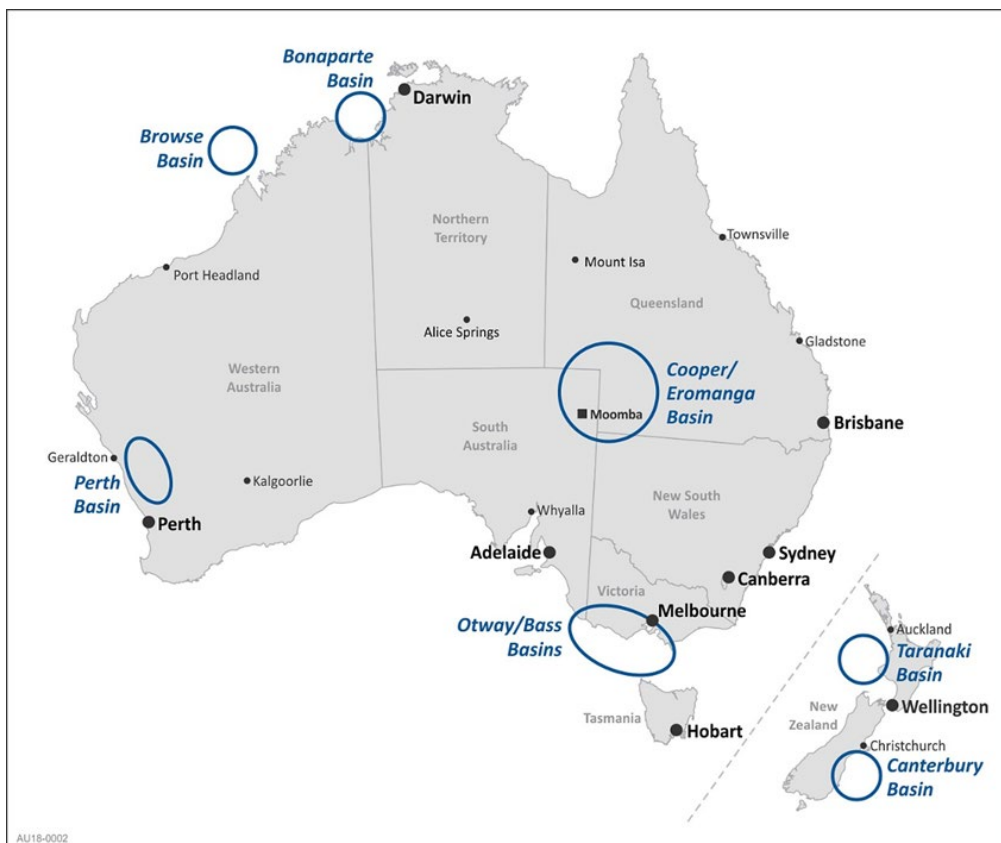 Bonaparte
Basin
Darwin
Browse
Basin
Northern
Territory
Townsville
Mount Isa
Port Headland
Queensland
Alice Springs
Gladstone
Western
Australia
Cooper/
Eromanga
Basin
Moomba
South
Australia
Brisbane
Geraldton
Perth
Basin
Kalgoorlie
New South
Wales
Whyalla
Perth
Adelaide
Sydney
Canberra
Victoria
Melbourne
Otway/Bass
Basins
Auckland
Taranaki
Basin
Tasmania
New
Zealand
Wellington
Hobart
Christchurch
Canterbury
Basin
AU18-0002